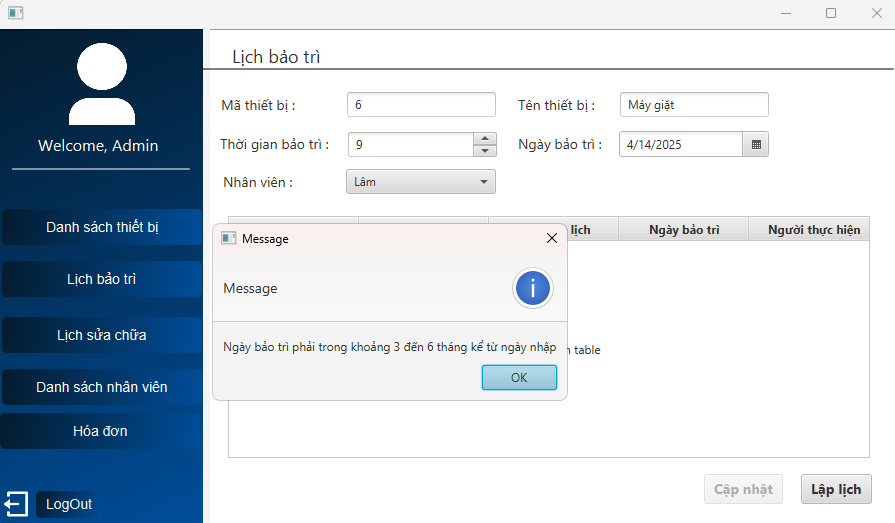 Lịch bảo trì
Welcome, Admin
Danh sách thiết bị
Lịch bảo trì
Lịch sửa chữa
Danh sách nhân viên
Hóa đơn
LogOut
Mã thiết bị : 6 Tên thiết bị : Máy giặt
Thời gian bảo trì : 9 Ngày bảo trì : 4/14/2025
Nhân viên : Lâm
lịch Ngày bảo trì Người thực hiện
Message
Message
i
Ngày bảo trì phải trong khoảng 3 đến 6 tháng kể từ ngày nhập
table
OK
Cập nhật Lập lịch